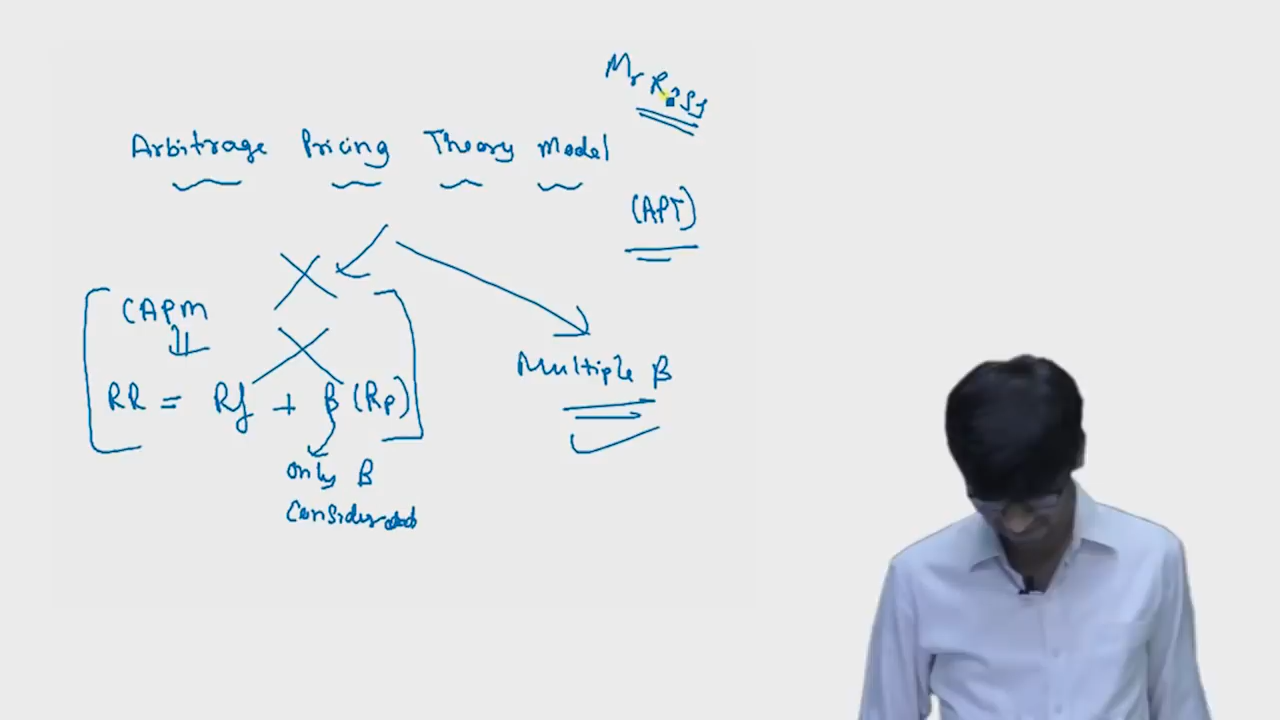 Mr Ross
Arbitrage Pricing Theory Model
(APT)
CAPM
Multiple β
RR = Rf + β (Rp)
only β
Considered